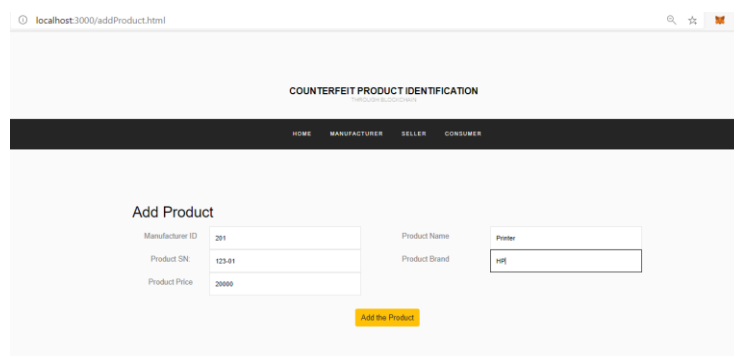 localhost:3000/addProduct.html
COUNTERFEIT PRODUCT IDENTIFICATION
THROUGH BLOCKCHAIN
HOME MANUFACTURER SELLER CONSUMER
Add Product
Manufacturer ID 201 Product Name Printer
Product SN: 123-01 Product Brand HP
Product Price 20000
Add the Product